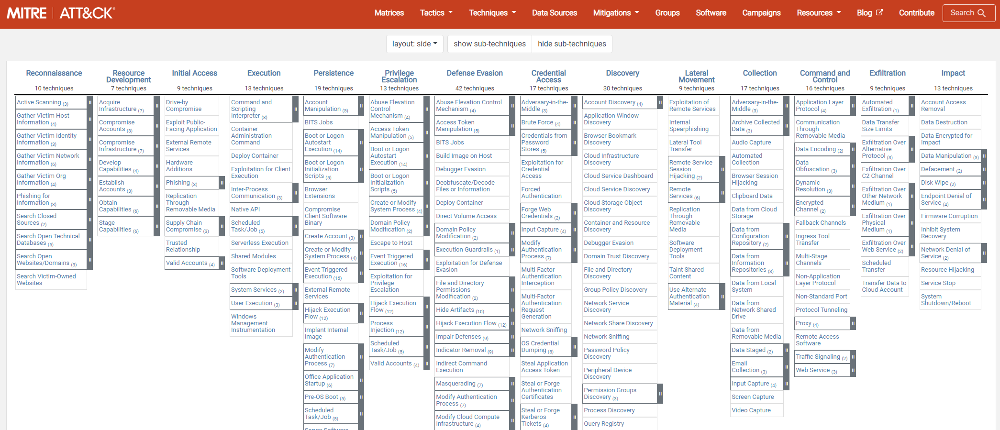 MITRE | ATT&CK®
Matrices
Tactics
Techniques
Data Sources
Mitigations
Groups
Software
Campaigns
Resources
Blog
Contribute
Search
layout: side
show sub-techniques
hide sub-techniques
Reconnaissance
10 techniques
Active Scanning (3)
Gather Victim Host
Information (4)
Gather Victim Identity
Information (3)
Gather Victim Network
Information (6)
Gather Victim Org
Information (4)
Phishing for
Information (3)
Search Closed
Sources (2)
Search Open Technical
Databases (5)
Search Open
Websites/Domains (3)
Search Victim-Owned
Websites
Resource
Development
7 techniques
Acquire
Infrastructure (7)
Compromise
Accounts (3)
Compromise
Infrastructure (7)
Develop
Capabilities (4)
Establish
Accounts (3)
Obtain
Capabilities (6)
Stage
Capabilities (6)
Initial Access
9 techniques
Drive-by
Compromise
Exploit Public-
Facing Application
External Remote
Services
Hardware
Additions
Phishing (3)
Replication
Through
Removable Media
Supply Chain
Compromise (3)
Trusted
Relationship
Valid Accounts (4)
Execution
13 techniques
Command and
Scripting
Interpreter (8)
Container
Administration
Command
Deploy Container
Exploitation for Client
Execution
Inter-Process
Communication (3)
Native API
Scheduled
Task/Job (5)
Serverless Execution
Shared Modules
Software Deployment
Tools
System Services (2)
User Execution (3)
Windows
Management
Instrumentation
Persistence
19 techniques
Account
Manipulation (5)
BITS Jobs
Boot or Logon
Autostart
Execution (14)
Boot or Logon
Initialization
Scripts (5)
Browser
Extensions
Compromise
Client Software
Binary
Create Account (3)
Create or Modify
System Process (4)
Event Triggered
Execution (16)
External Remote
Services
Hijack Execution
Flow (12)
Implant Internal
Image
Modify
Authentication
Process (7)
Office Application
Startup (6)
Pre-OS Boot (5)
Scheduled
Task/Job (5)
Server Software
Privilege
Escalation
13 techniques
Abuse Elevation
Control
Mechanism (4)
Access Token
Manipulation (5)
Boot or Logon
Autostart
Execution (14)
Boot or Logon
Initialization
Scripts (5)
Create or Modify
System Process (4)
Domain Policy
Modification (2)
Escape to Host
Event Triggered
Execution (16)
Exploitation for
Privilege
Escalation
Hijack Execution
Flow (12)
Process
Injection (12)
Scheduled
Task/Job (5)
Valid Accounts (4)
Defense Evasion
42 techniques
Abuse Elevation Control
Mechanism (4)
Access Token
Manipulation (5)
BITS Jobs
Build Image on Host
Debugger Evasion
Deobfuscate/Decode
Files or Information
Deploy Container
Direct Volume Access
Domain Policy
Modification (2)
Execution Guardrails (1)
Exploitation for Defense
Evasion
File and Directory
Permissions
Modification (2)
Hide Artifacts (10)
Hijack Execution Flow (12)
Impair Defenses (9)
Indicator Removal (9)
Indirect Command
Execution
Masquerading (7)
Modify Authentication
Process (7)
Modify Cloud Compute
Infrastructure (4)
Credential
Access
17 techniques
Adversary-in-the-
Middle (3)
Brute Force (4)
Credentials from
Password
Stores (5)
Exploitation for
Credential
Access
Forced
Authentication
Forge Web
Credentials (2)
Input Capture (4)
Modify
Authentication
Process (7)
Multi-Factor
Authentication
Interception
Multi-Factor
Authentication
Request
Generation
Network Sniffing
OS Credential
Dumping (8)
Steal Application
Access Token
Steal or Forge
Authentication
Certificates
Steal or Forge
Kerberos
Tickets (4)
Discovery
30 techniques
Account Discovery (4)
Application Window
Discovery
Browser Bookmark
Discovery
Cloud Infrastructure
Discovery
Cloud Service Dashboard
Cloud Service Discovery
Cloud Storage Object
Discovery
Container and Resource
Discovery
Debugger Evasion
Domain Trust Discovery
File and Directory
Discovery
Group Policy Discovery
Network Service
Discovery
Network Share Discovery
Network Sniffing
Password Policy
Discovery
Peripheral Device
Discovery
Permission Groups
Discovery (3)
Process Discovery
Query Registry
Lateral
Movement
9 techniques
Exploitation of
Remote Services
Internal
Spearphishing
Lateral Tool
Transfer
Remote Service
Session
Hijacking (2)
Remote
Services (6)
Replication
Through
Removable
Media
Software
Deployment
Tools
Taint Shared
Content
Use Alternate
Authentication
Material (4)
Collection
17 techniques
Adversary-in-the-
Middle (3)
Archive Collected
Data (3)
Audio Capture
Automated
Collection
Browser Session
Hijacking
Clipboard Data
Data from Cloud
Storage
Data from
Configuration
Repository (2)
Data from
Information
Repositories (3)
Data from Local
System
Data from
Network Shared
Drive
Data from
Removable Media
Data Staged (2)
Email
Collection (3)
Input Capture (4)
Screen Capture
Video Capture
Command and
Control
16 techniques
Application Layer
Protocol (4)
Communication
Through
Removable Media
Data Encoding (2)
Data
Obfuscation (3)
Dynamic
Resolution (3)
Encrypted
Channel (2)
Fallback Channels
Ingress Tool
Transfer
Multi-Stage
Channels
Non-Application
Layer Protocol
Non-Standard Port
Protocol Tunneling
Proxy (4)
Remote Access
Software
Traffic Signaling (2)
Web Service (3)
Exfiltration
9 techniques
Automated
Exfiltration (1)
Data Transfer
Size Limits
Exfiltration Over
Alternative
Protocol (3)
Exfiltration Over
C2 Channel
Exfiltration Over
Other Network
Medium (1)
Exfiltration Over
Physical
Medium (1)
Exfiltration Over
Web Service (2)
Scheduled
Transfer
Transfer Data to
Cloud Account
Impact
13 techniques
Account Access
Removal
Data Destruction
Data Encrypted for
Impact
Data Manipulation (3)
Defacement (2)
Disk Wipe (2)
Endpoint Denial of
Service (4)
Firmware Corruption
Inhibit System
Recovery
Network Denial of
Service (2)
Resource Hijacking
Service Stop
System
Shutdown/Reboot